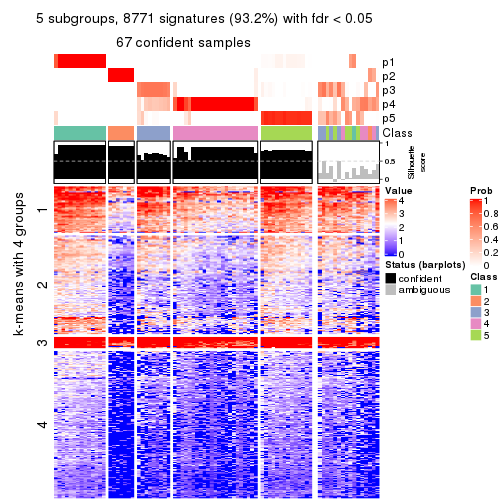 5 subgroups, 8771 signatures (93.2%) with fdr < 0.05
67 confident samples
p1
p2
p3
p4
p5
Class
1
0.5
0
Silhouette
score
k-means with 4 groups
1
2
3
4
Value
4
3
2
1
0
Status (barplots)
confident
ambiguous
Prob
1
0.8
0.6
0.4
0.2
0
Class
1
2
3
4
5